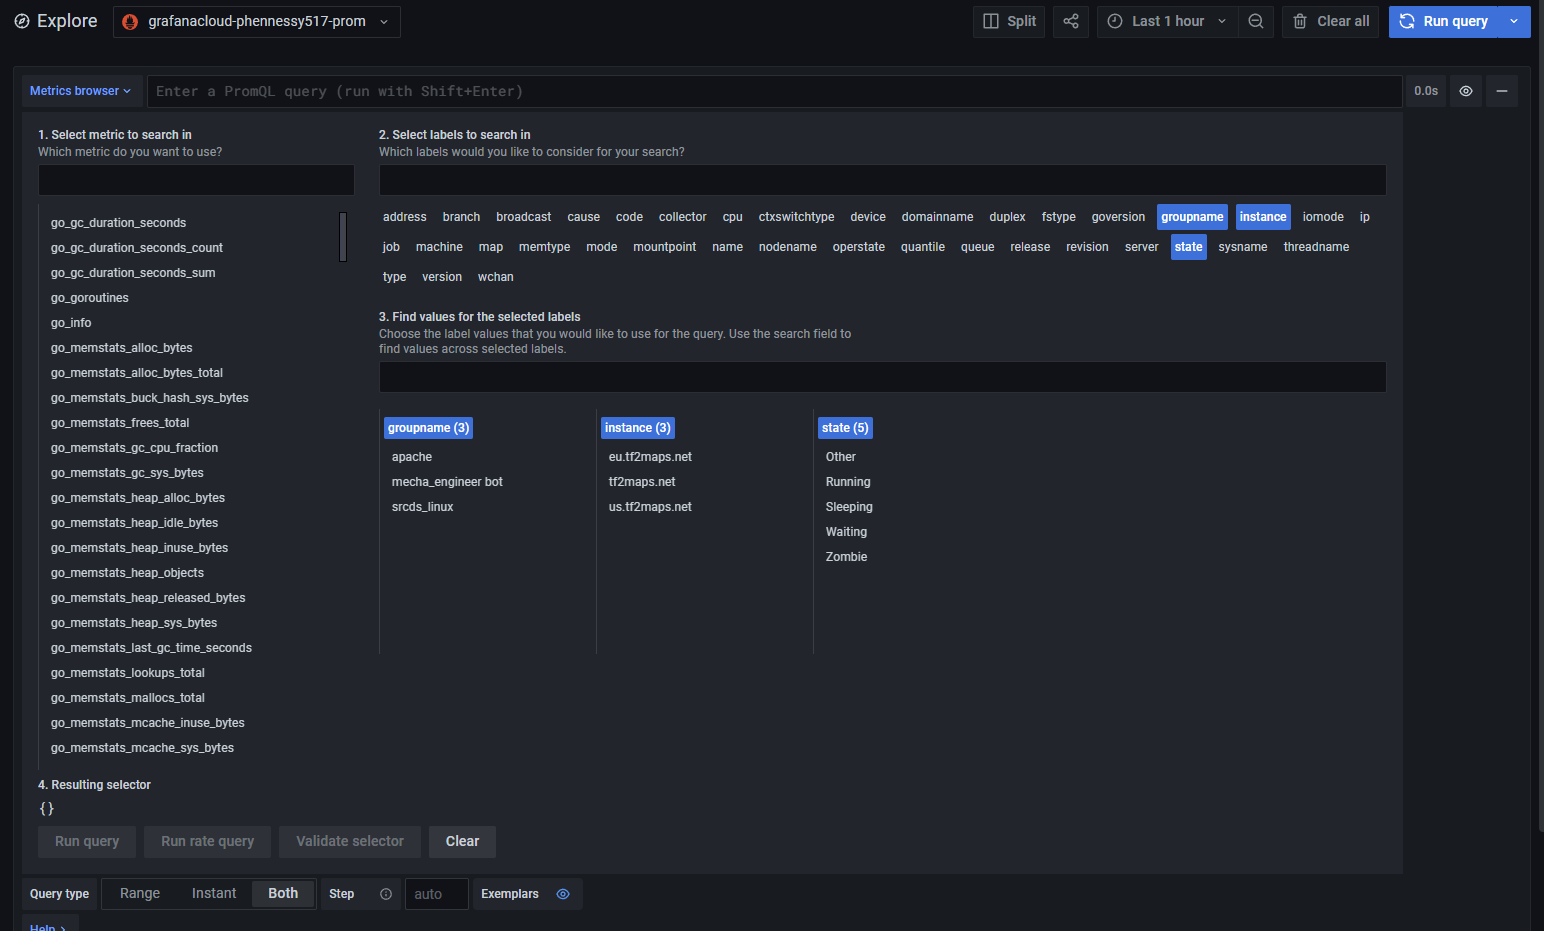 Explore grafanacloud-phennessy517-prom Split Last 1 hour Clear all Run query
Metrics browser Enter a PromQL query (run with Shift+Enter) 0.0s
1. Select metric to search in
Which metric do you want to use?
go_gc_duration_seconds
go_gc_duration_seconds_count
go_gc_duration_seconds_sum
go_goroutines
go_info
go_memstats_alloc_bytes
go_memstats_alloc_bytes_total
go_memstats_buck_hash_sys_bytes
go_memstats_frees_total
go_memstats_gc_cpu_fraction
go_memstats_gc_sys_bytes
go_memstats_heap_alloc_bytes
go_memstats_heap_idle_bytes
go_memstats_heap_inuse_bytes
go_memstats_heap_objects
go_memstats_heap_released_bytes
go_memstats_heap_sys_bytes
go_memstats_last_gc_time_seconds
go_memstats_lookups_total
go_memstats_mallocs_total
go_memstats_mcache_inuse_bytes
go_memstats_mcache_sys_bytes
2. Select labels to search in
Which labels would you like to consider for your search?
address branch broadcast cause code collector cpu ctxswitchtype device domainname duplex fstype goversion groupname instance iomode ip
job machine map memtype mode mountpoint name nodename operstate quantile queue release revision server state sysname threadname
type version wchan
3. Find values for the selected labels
Choose the label values that you would like to use for the query. Use the search field to
find values across selected labels.
groupname (3)
apache
mecha_engineer bot
srcds_linux
instance (3)
eu.tf2maps.net
tf2maps.net
us.tf2maps.net
state (5)
Other
Running
Sleeping
Waiting
Zombie
4. Resulting selector
{}
Run query Run rate query Validate selector Clear
Query type Range Instant Both Step auto Exemplars
Help >